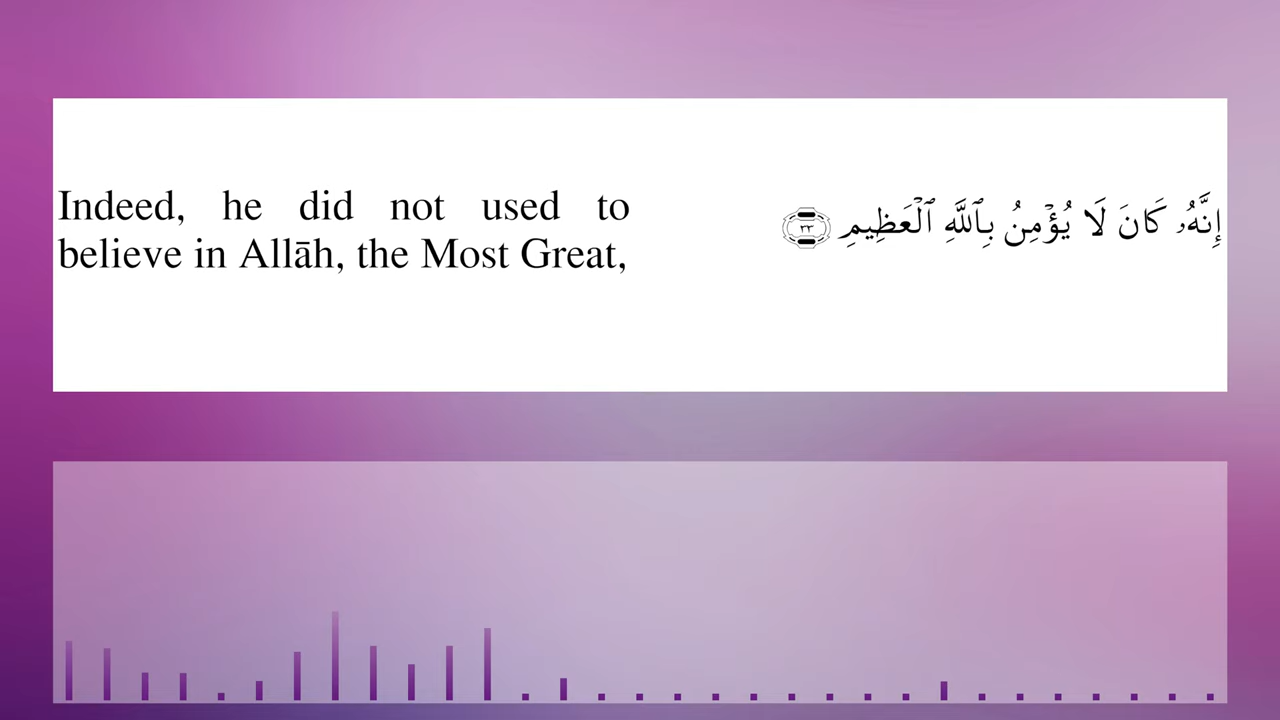 Indeed, he did not used to
believe in Allāh, the Most Great,
إِنَّهُۥ كَانَ لَا يُؤْمِنُ بِٱللَّهِ ٱلْعَظِيمِ ٣٣